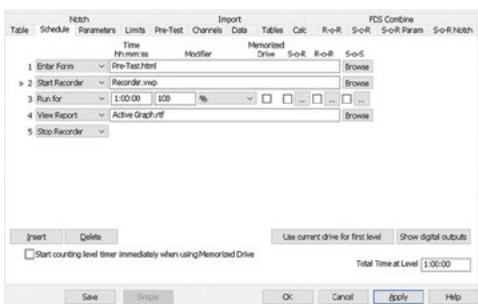 Notch Import FDS Combine
Table Schedule Parameters Limits Pre-Test Channels Data Tables Calc R-o-R S-o-R S-o-R Param S-o-R Notch
Time Memorized
hh:mm:ss Modifier Drive S-o-R R-o-R S-o-S
1 Enter Form Pre-Test.html Browse
» 2 Start Recorder Recorder.vwp Browse
3 Run for 1:00:00 100 % ... ... ...
4 View Report Active Graph.rtf Browse
5 Stop Recorder
Insert Delete Use current drive for first level Show digital outputs
Start counting level timer immediately when using Memorized Drive
Total Time at Level 1:00:00
Save Simple OK Cancel Apply Help